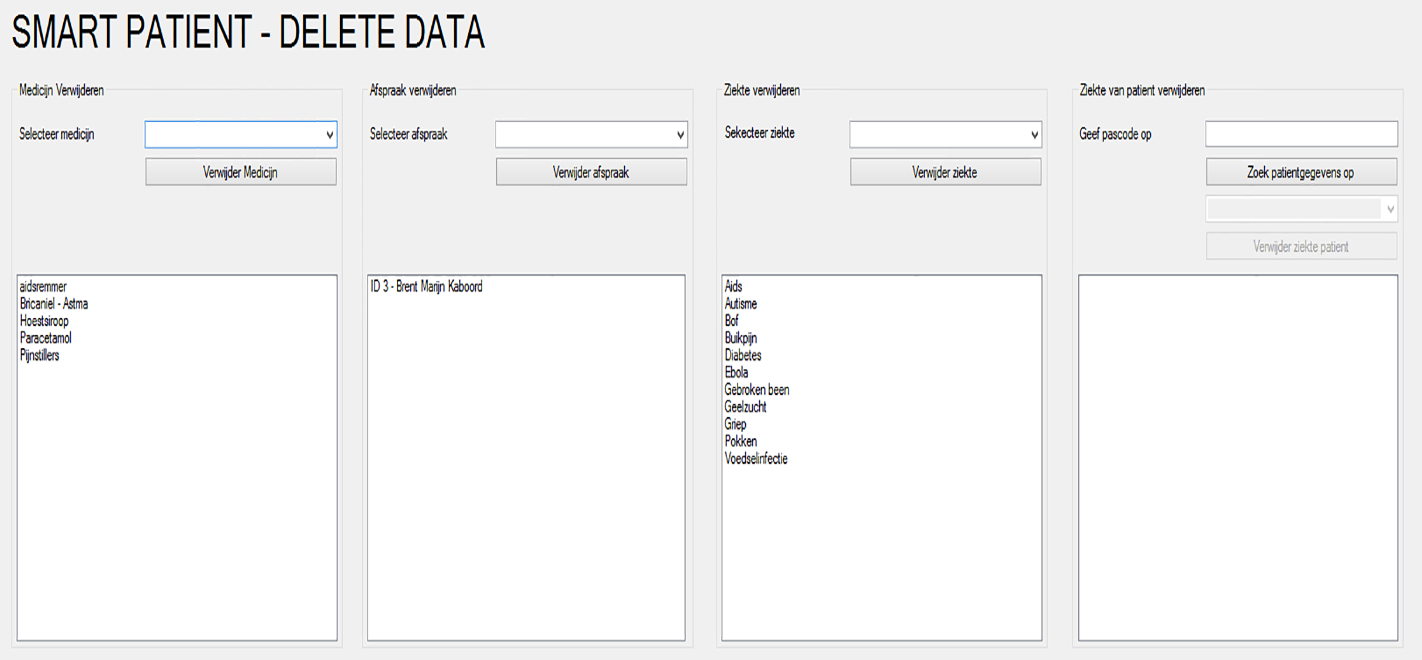 SMART PATIENT - DELETE DATA
Medicijn Verwijderen
Selecteer medicijn
Verwijder Medicijn
aidsremmer
Bricaniel - Astma
Hoestsiroop
Paracetamol
Pijnstillers
Afspraak verwijderen
Selecteer afspraak
Verwijder afspraak
ID 3 - Brent Marijn Kaboord
Ziekte verwijderen
Sekecteer ziekte
Verwijder ziekte
Aids
Autisme
Bof
Buikpijn
Diabetes
Ebola
Gebroken been
Geelzucht
Griep
Pokken
Voedselinfectie
Ziekte van patient verwijderen
Geef pascode op
Zoek patientgegevens op
Verwijder ziekte patient